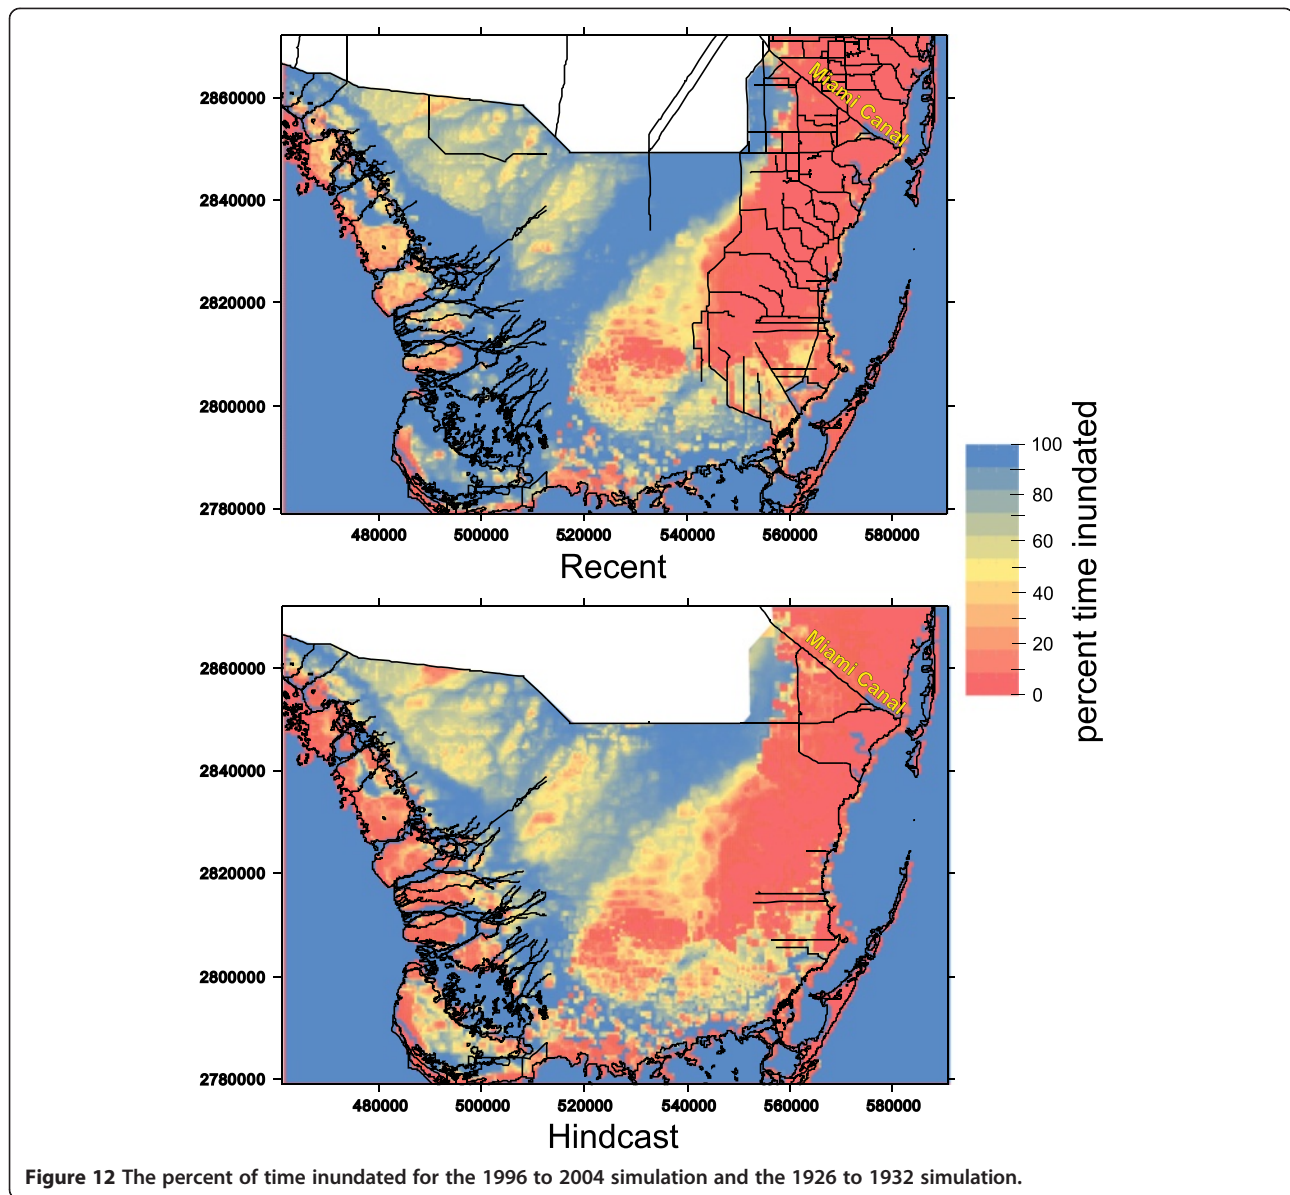 2860000
2840000
2820000
2800000
2780000
Miami Canal
480000 500000 520000 540000 560000 580000
Recent
100
80
60
40
20
0
percent time inundated
2860000
2840000
2820000
2800000
2780000
Miami Canal
480000 500000 520000 540000 560000 580000
Hindcast
Figure 12 The percent of time inundated for the 1996 to 2004 simulation and the 1926 to 1932 simulation.